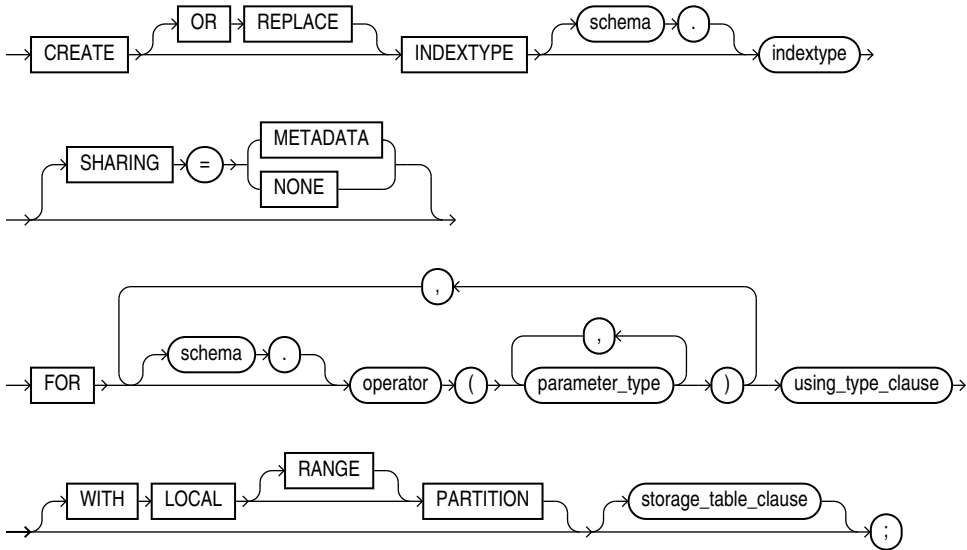 OR REPLACE schema .
CREATE INDEXTYPE indextype
METADATA
SHARING =
NONE
,
schema . ,
FOR operator ( parameter_type ) using_type_clause
RANGE
WITH LOCAL PARTITION storage_table_clause
;